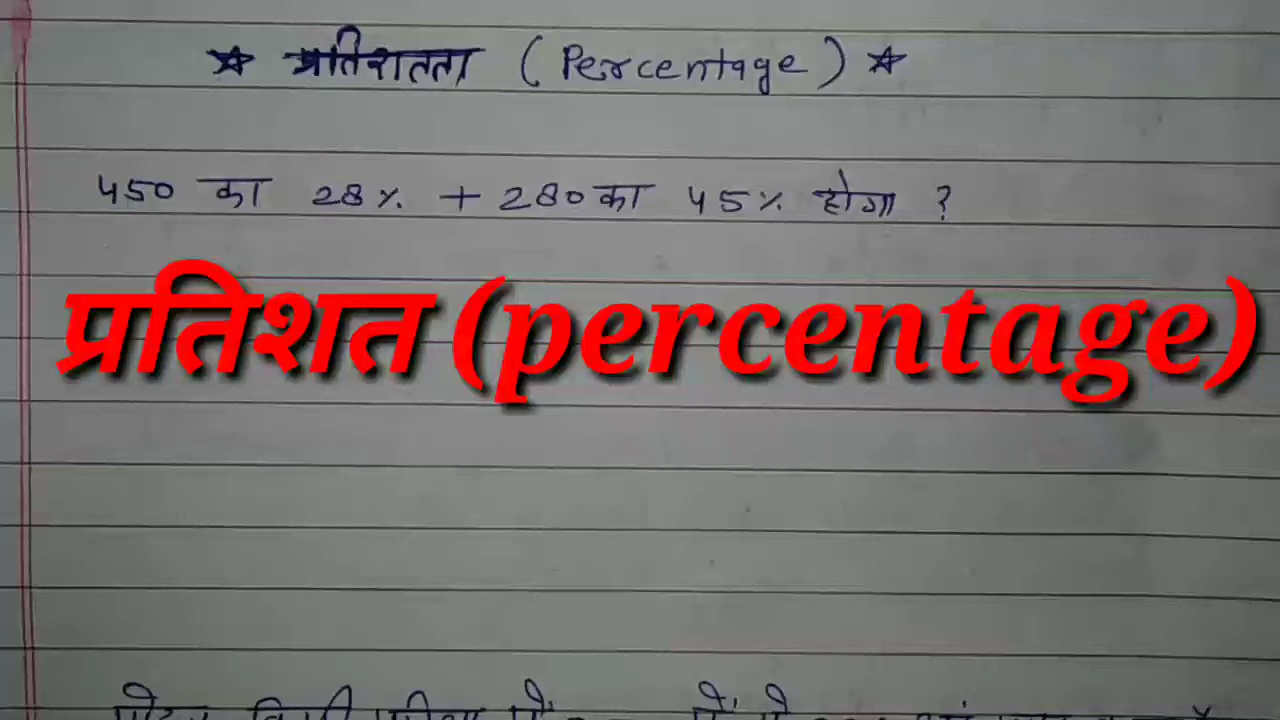 ★ प्रतिशतता (Percentage) ★
450 का 28% + 280 का 45% होगा ?
प्रतिशत (percentage)